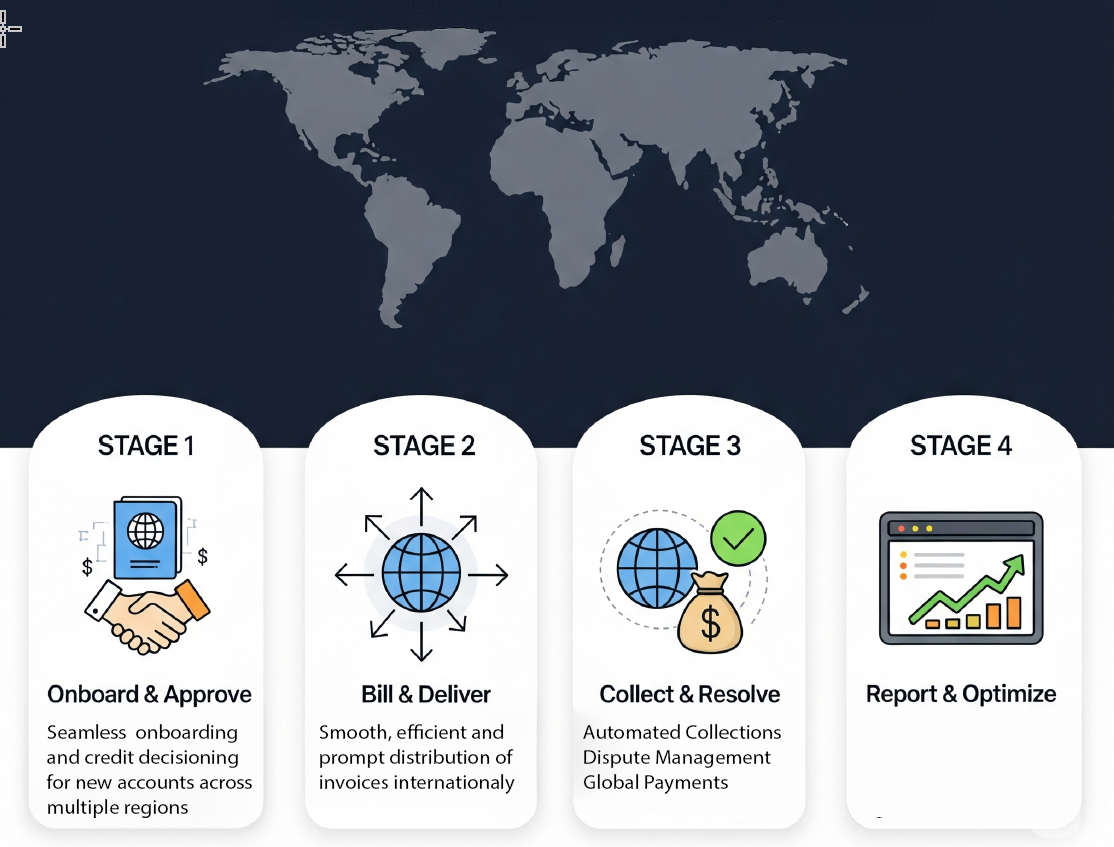 STAGE 1
Onboard & Approve
Seamless onboarding
and credit decisioning
for new accounts across
multiple regions
STAGE 2
Bill & Deliver
Smooth, efficient and
prompt distribution of
invoices internationaly
STAGE 3
$
Collect & Resolve
Automated Collections
Dispute Management
Global Payments
STAGE 4
Report & Optimize